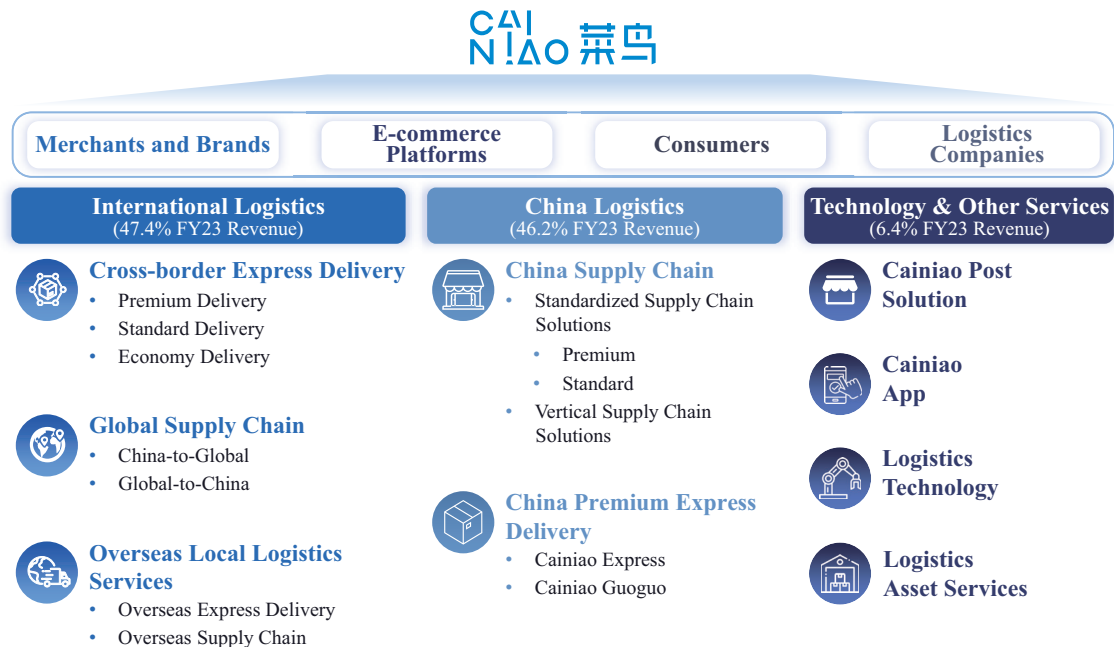 CAI
NIAO 菜鸟
Merchants and Brands
E-commerce
Platforms
Consumers
Logistics
Companies
International Logistics
(47.4% FY23 Revenue)
Cross-border Express Delivery
• Premium Delivery
• Standard Delivery
• Economy Delivery
Global Supply Chain
• China-to-Global
• Global-to-China
Overseas Local Logistics
Services
• Overseas Express Delivery
• Overseas Supply Chain
China Logistics
(46.2% FY23 Revenue)
China Supply Chain
• Standardized Supply Chain
Solutions
• Premium
• Standard
• Vertical Supply Chain
Solutions
China Premium Express
Delivery
• Cainiao Express
• Cainiao Guoguo
Technology & Other Services
(6.4% FY23 Revenue)
Cainiao Post
Solution
Cainiao
App
Logistics
Technology
Logistics
Asset Services